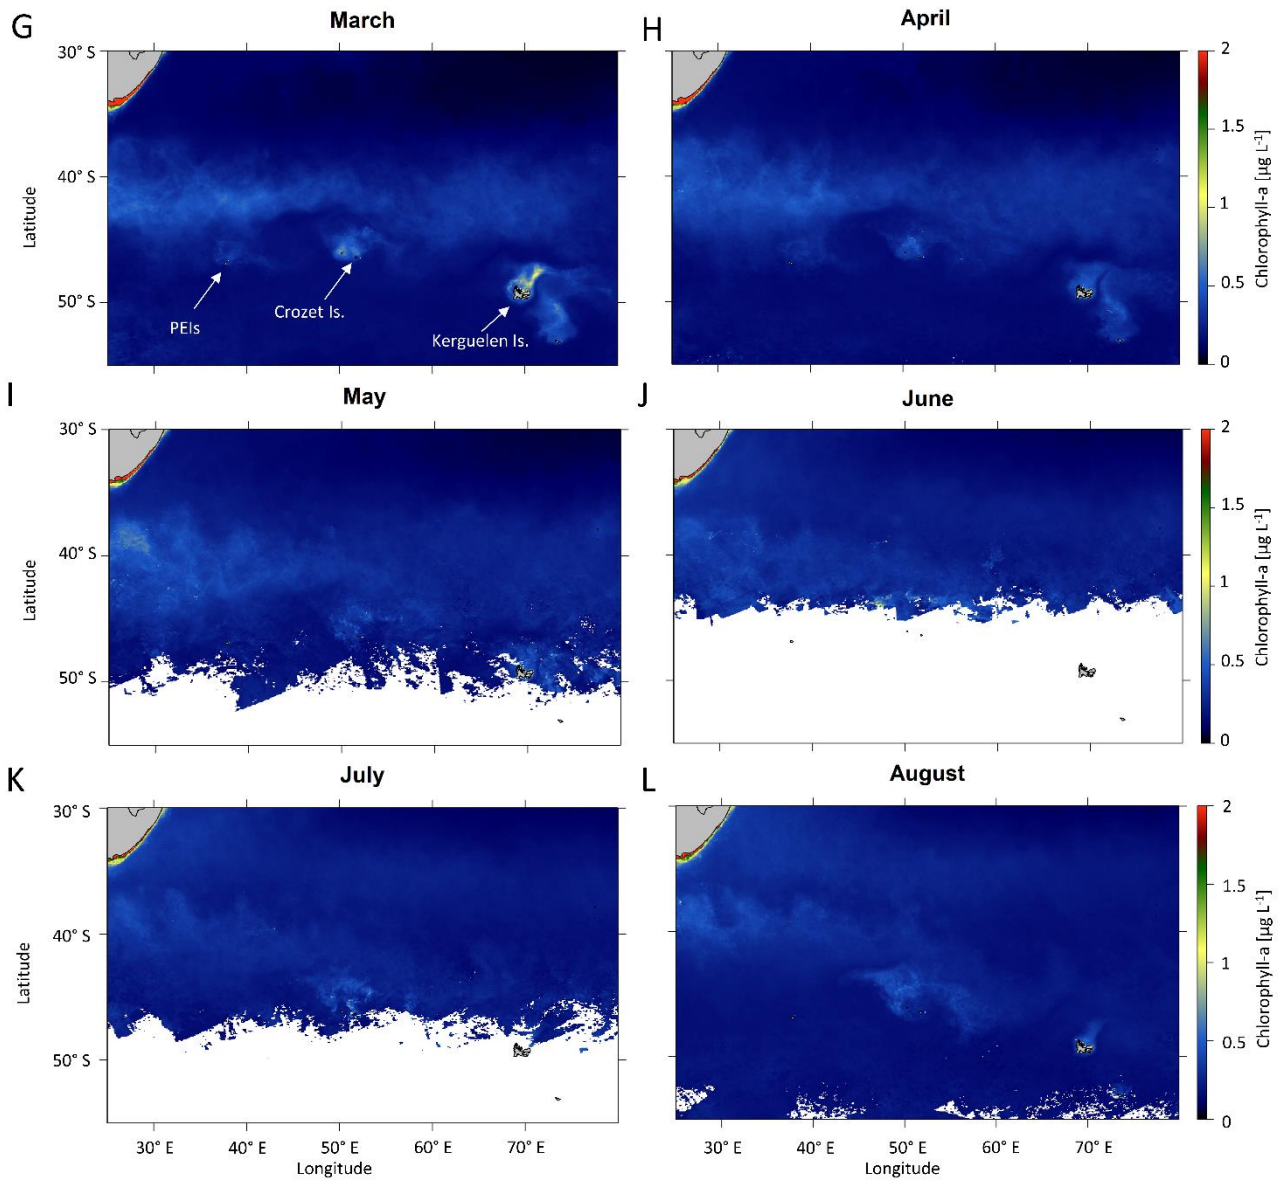 G
March
H
April
30° S
40° S
50° S
Latitude
PEIs
Crozet Is.
Kerguelen Is.
2
1.5
1
0.5
0
Chlorophyll-a [µg L-1]
I
May
J
June
30° S
40° S
50° S
Latitude
2
1.5
1
0.5
0
Chlorophyll-a [µg L-1]
K
July
L
August
30° S
40° S
50° S
Latitude
2
1.5
1
0.5
0
Chlorophyll-a [µg L-1]
30° E 40° E 50° E 60° E 70° E
Longitude
30° E 40° E 50° E 60° E 70° E
Longitude